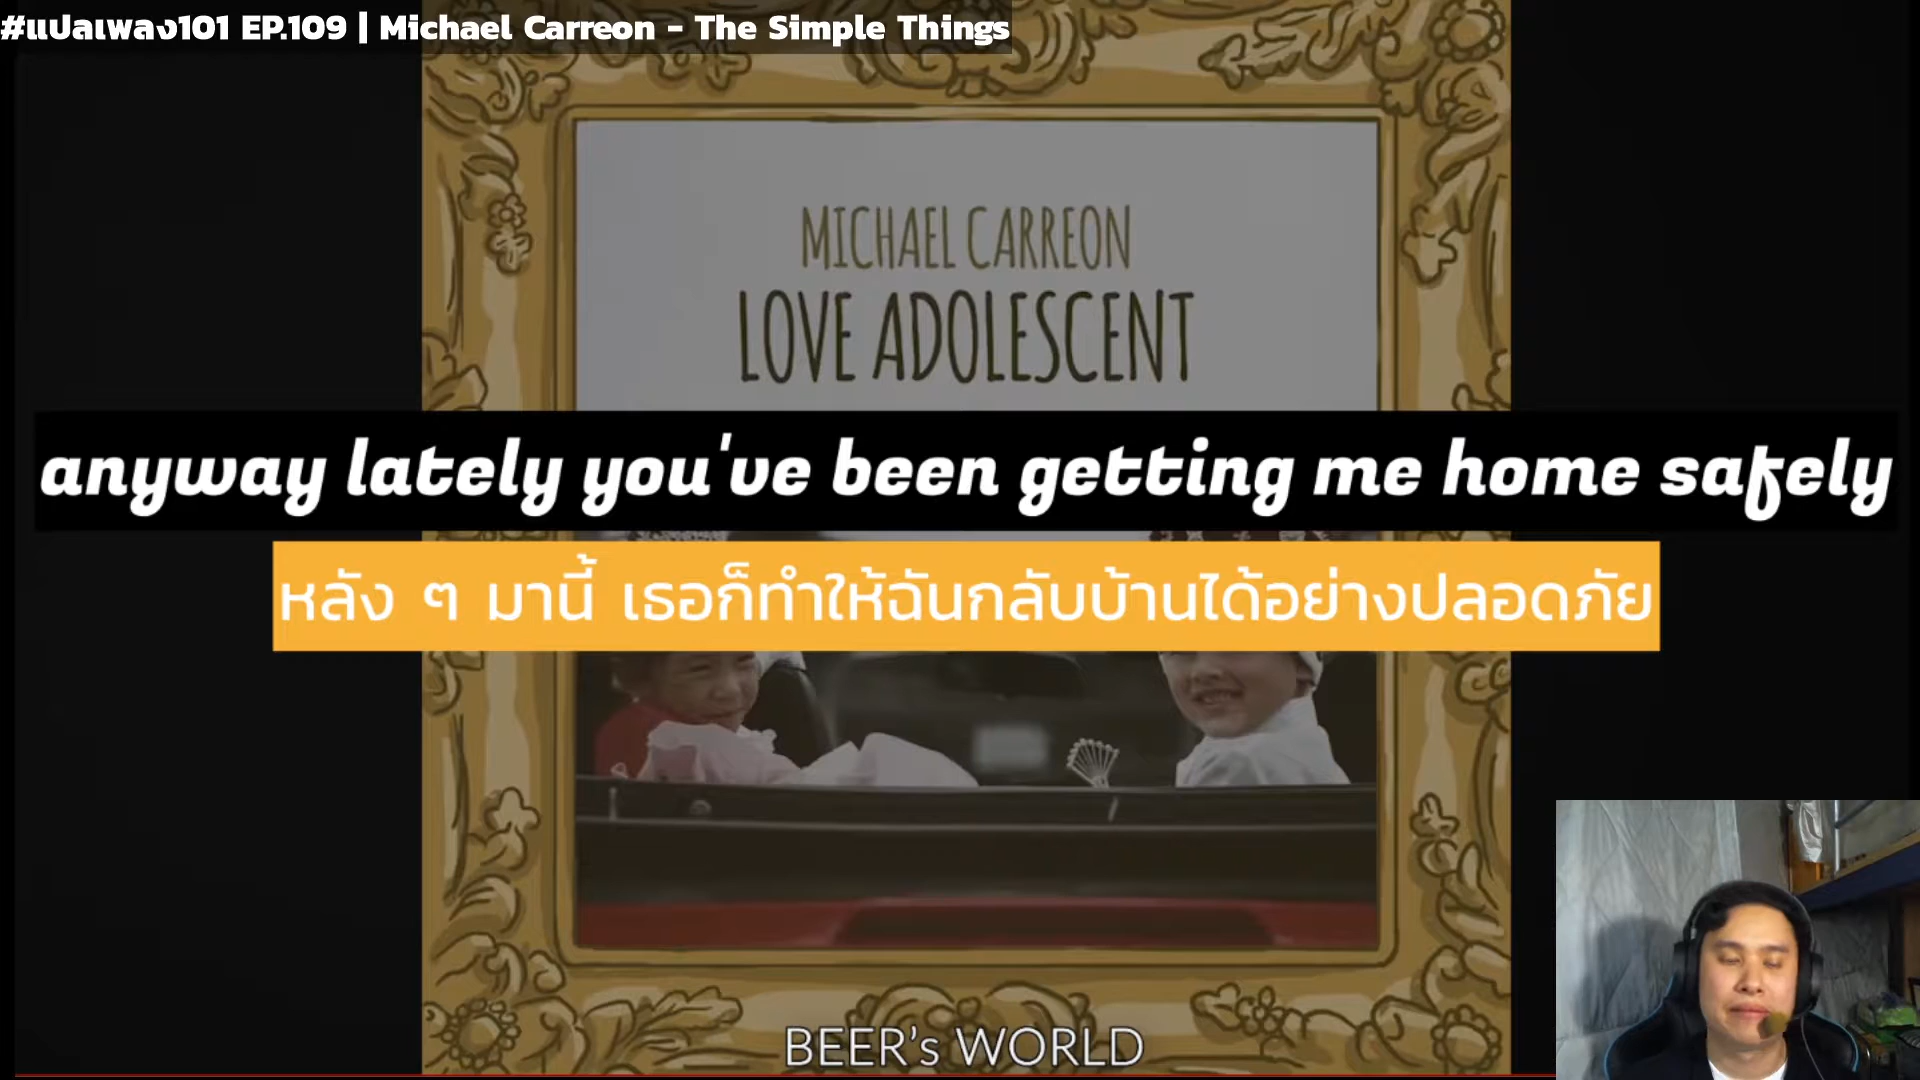 #แปลเพลง101 EP.109 | Michael Carreon - The Simple Things
MICHAEL CARREON
LOVE ADOLESCENT
anyway lately you've been getting me home safely
หลัง ๆ มานี้ เธอก็ทำให้ฉันกลับบ้านได้อย่างปลอดภัย
BEER's WORLD